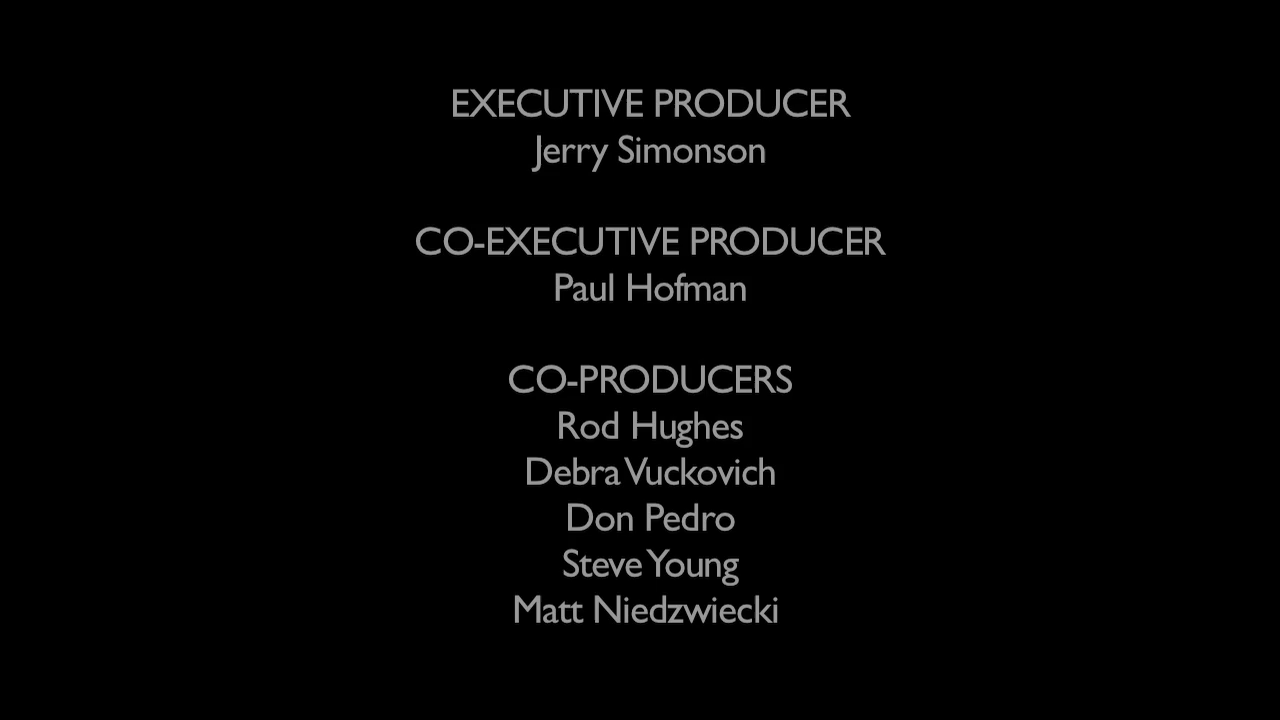 EXECUTIVE PRODUCER
Jerry Simonson
CO-EXECUTIVE PRODUCER
Paul Hofman
CO-PRODUCERS
Rod Hughes
Debra Vuckovich
Don Pedro
Steve Young
Matt Niedzwiecki